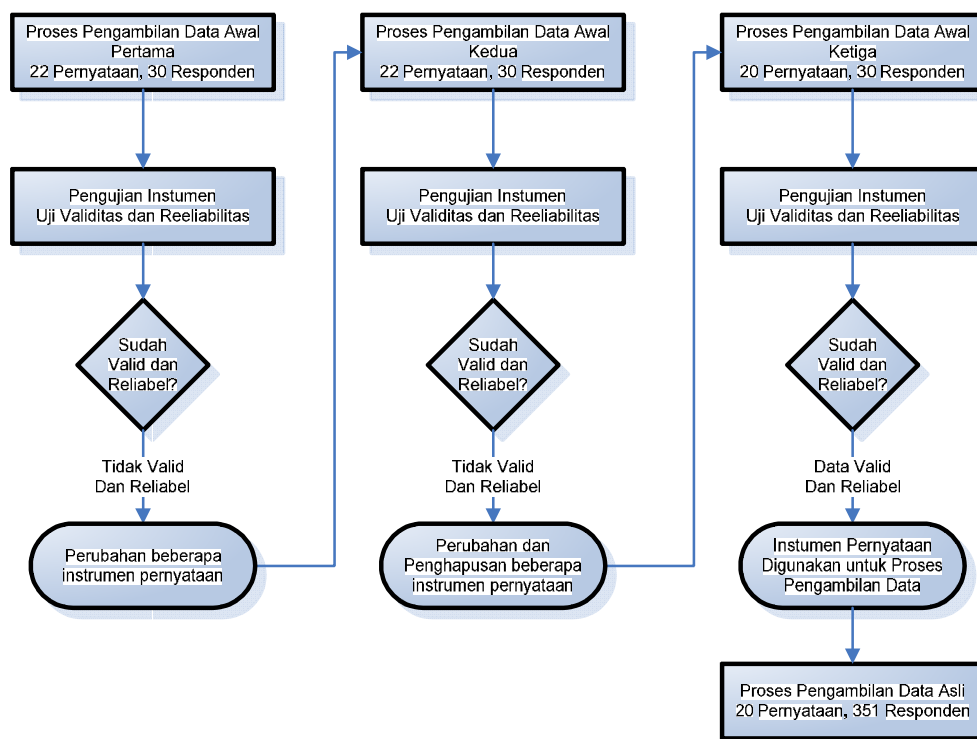 Proses Pengambilan Data Awal
Pertama
22 Pernyataan, 30 Responden
Pengujian Instumen
Uji Validitas dan Reeliabilitas
Sudah
Valid dan
Reliabel?
Tidak Valid
Dan Reliabel
Perubahan beberapa
instrumen pernyataan
Proses Pengambilan Data Awal
Kedua
22 Pernyataan, 30 Responden
Pengujian Instumen
Uji Validitas dan Reeliabilitas
Sudah
Valid dan
Reliabel?
Tidak Valid
Dan Reliabel
Perubahan dan
Penghapusan beberapa
instrumen pernyataan
Proses Pengambilan Data Awal
Ketiga
20 Pernyataan, 30 Responden
Pengujian Instumen
Uji Validitas dan Reeliabilitas
Sudah
Valid dan
Reliabel?
Data Valid
Dan Reliabel
Instrumen Pernyataan
Digunakan untuk Proses
Pengambilan Data
Proses Pengambilan Data Asli
20 Pernyataan, 351 Responden